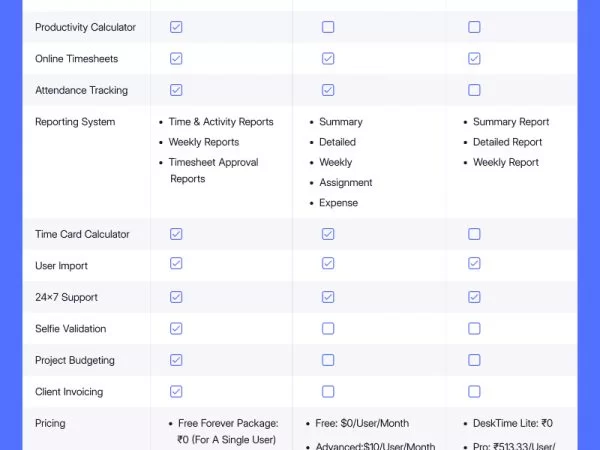 Productivity Calculator
Online Timesheets
Attendance Tracking
Reporting System
• Time & Activity Reports
• Weekly Reports
• Timesheet Approval
Reports
• Summary
• Detailed
• Weekly
• Assignment
• Expense
• Summary Report
• Detailed Report
• Weekly Report
Time Card Calculator
User Import
24×7 Support
Selfie Validation
Project Budgeting
Client Invoicing
Pricing
• Free Forever Package:
₹0 (For A Single User)
• Free: $0/User/Month
• Advanced:$10/User/Month
• DeskTime Lite: ₹0
• Pro: ₹513.33/User/